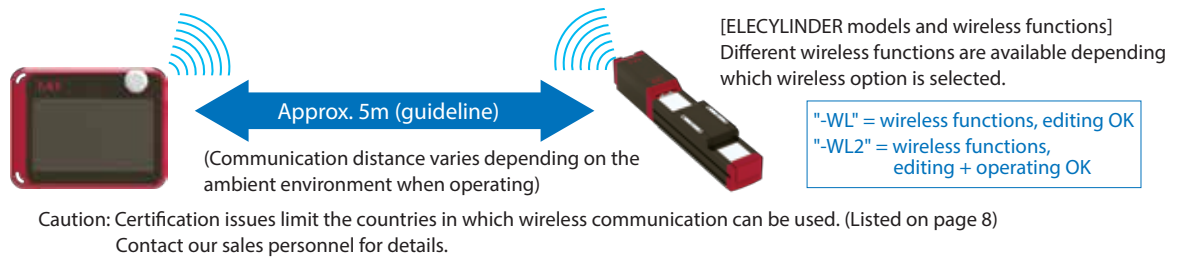 [ELECYLINDER models and wireless functions]
Different wireless functions are available depending
which wireless option is selected.
Approx. 5m (guideline)
"-WL" = wireless functions, editing OK
"-WL2" = wireless functions,
editing + operating OK
(Communication distance varies depending on the
ambient environment when operating)
Caution: Certification issues limit the countries in which wireless communication can be used. (Listed on page 8)
Contact our sales personnel for details.